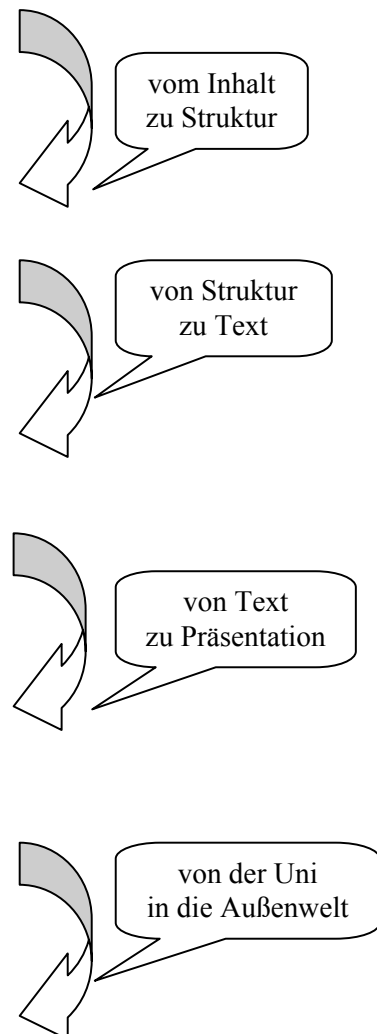 vom Inhalt
zu Struktur
von Struktur
zu Text
von Text
zu Präsentation
von der Uni
in die Außenwelt